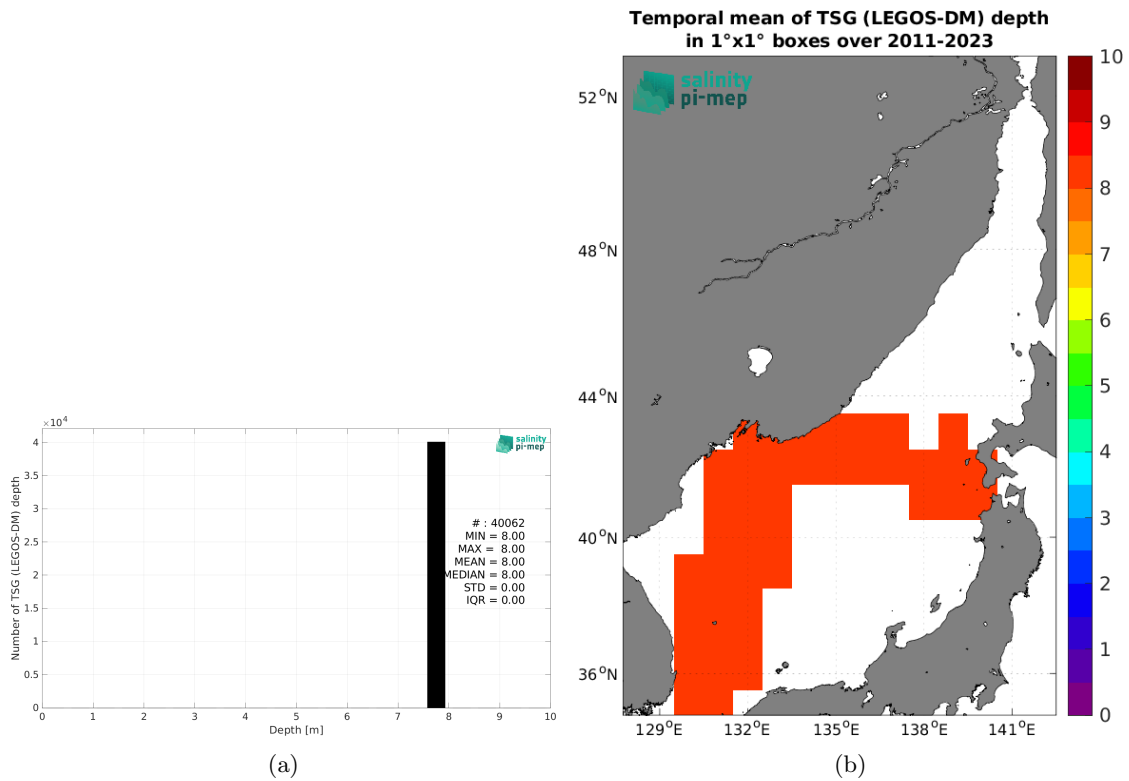 Temporal mean of TSG (LEGOS-DM) depth
in 1°x1° boxes over 2011-2023
salinity
pi-mep
52°N
48°N
44°N
40°N
36°N
129°E
132°E
135°E
138°E
141°E
10
9
8
7
6
5
4
3
2
1
0
×10⁴
4
3.5
3
2.5
2
1.5
1
0.5
0
Number of TSG (LEGOS-DM) depth
salinity
pi-mep
# : 40062
MIN = 8.00
MAX = 8.00
MEAN = 8.00
MEDIAN = 8.00
STD = 0.00
IQR = 0.00
0 1 2 3 4 5 6 7 8 9 10
Depth [m]
(a)
(b)